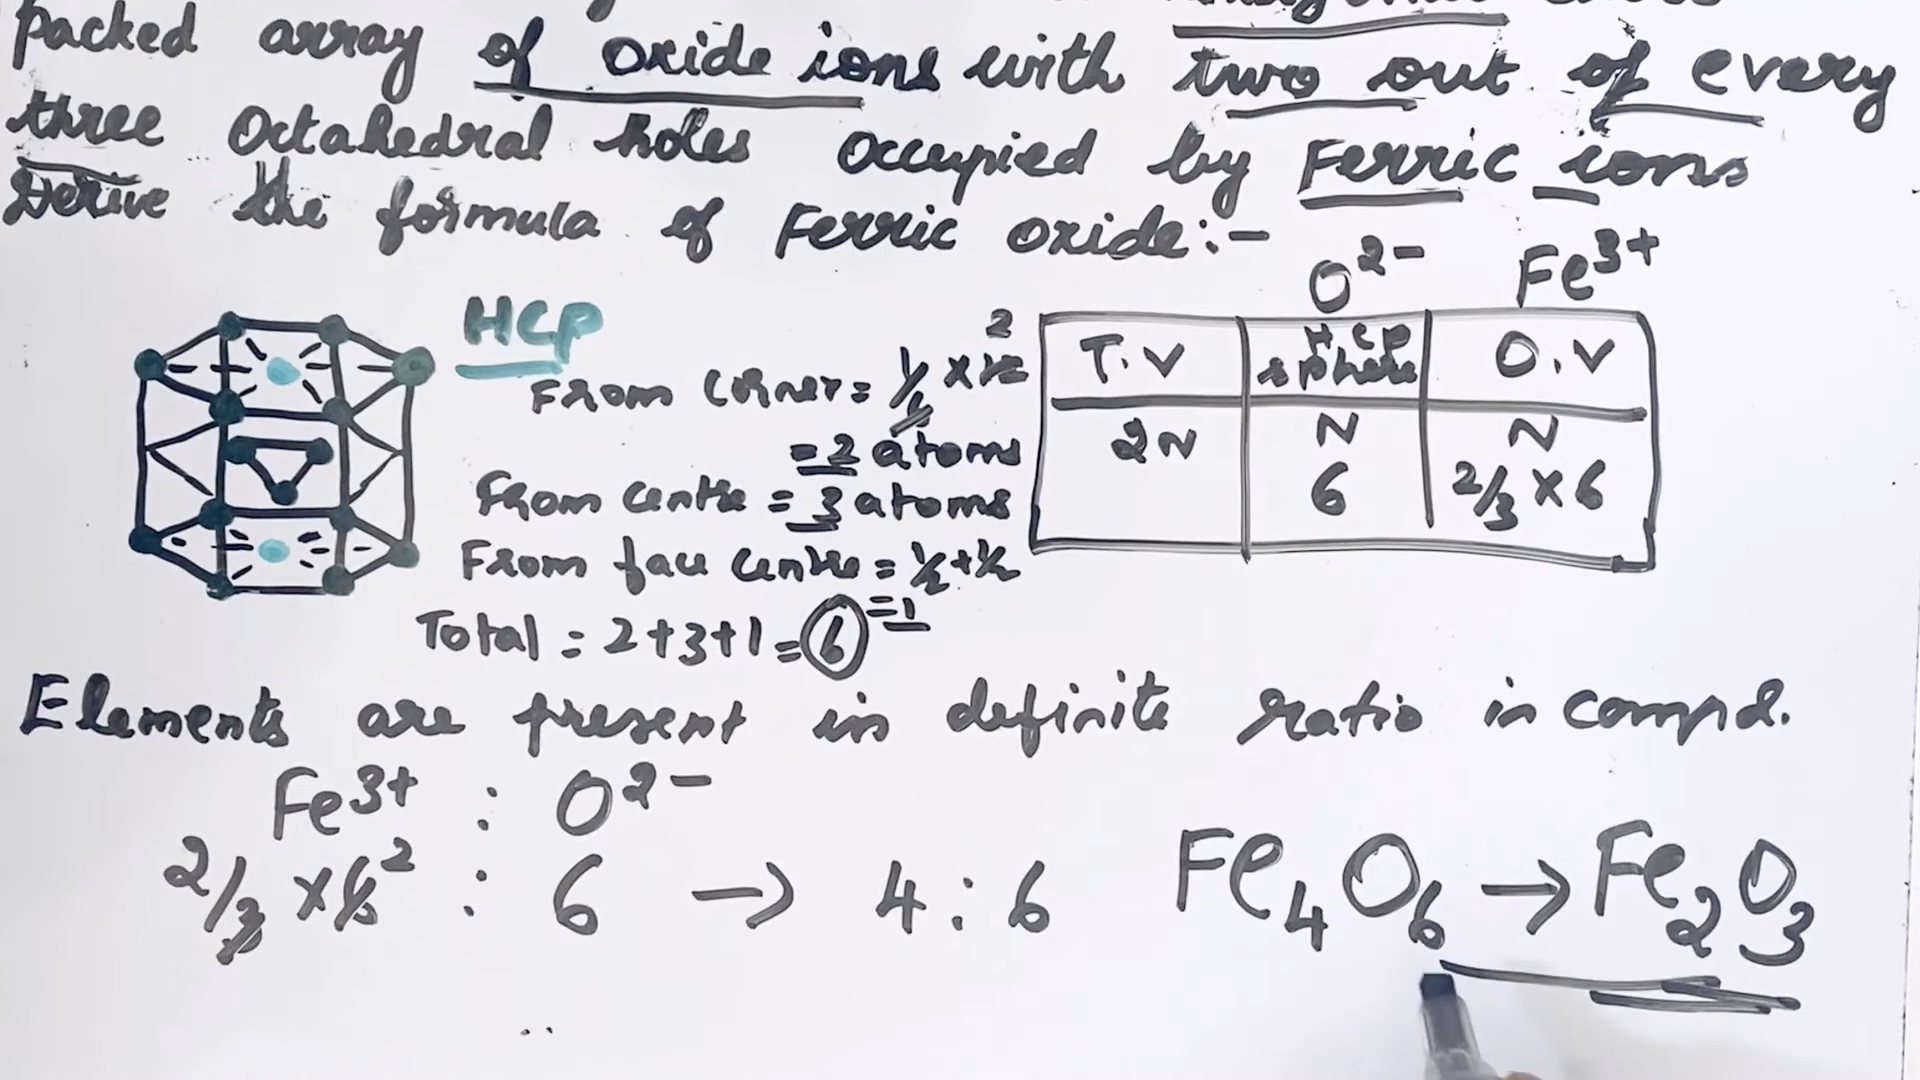 packed array of oxide ions with two out of every
three octahedral holes occupied by Ferric ions
Derive the formula of Ferric oxide:-
O2- Fe3+
HCP
T.V HCP sphere O.V
2N N N
6 2/3 × 6
From corner = 1/6 × 12 2
= 2 atoms
From centre = 3 atoms
From face centre = 1/2 + 1/2
= 1
Total = 2+3+1 = 6
Elements are present in definite ratio in compd.
Fe3+ : O2-
2/3 × 6 2 : 6 → 4 : 6
Fe4O6 → Fe2O3